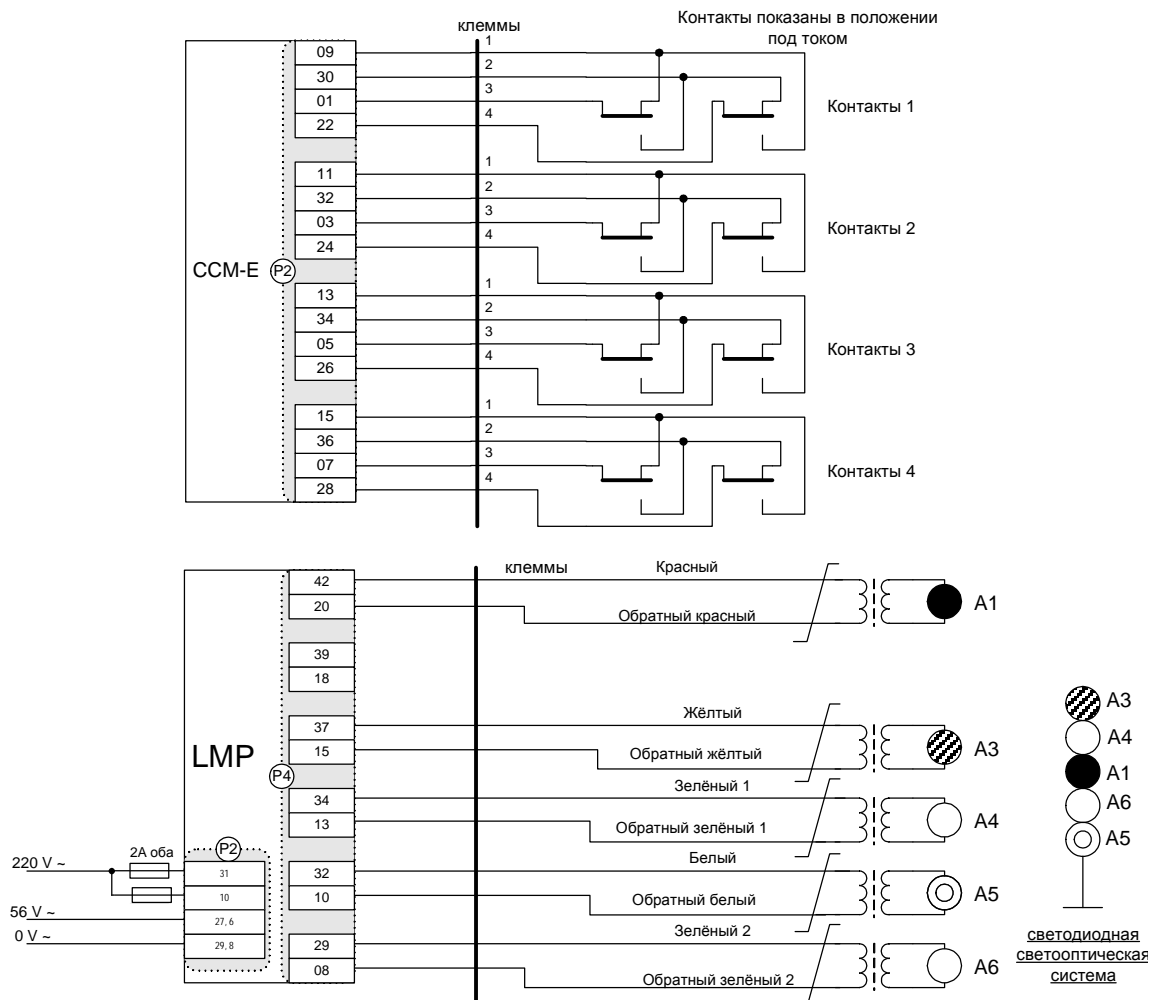 клеммы
Контакты показаны в положении
под током
09
30
01
22
1
2
3
4
Контакты 1
11
32
03
24
1
2
3
4
Контакты 2
CCM-E
P2
13
34
05
26
1
2
3
4
Контакты 3
15
36
07
28
1
2
3
4
Контакты 4
клеммы
LMP
P4
42
20
Красный
Обратный красный
A1
39
18
37
15
Жёлтый
Обратный жёлтый
A3
34
13
Зелёный 1
Обратный зелёный 1
A4
32
10
Белый
Обратный белый
A5
29
08
Зелёный 2
Обратный зелёный 2
A6
P2
220 V ~
2A оба
31
10
56 V ~
27, 6
0 V ~
29, 8
A3
A4
A1
A6
A5
светодиодная
светооптическая
система